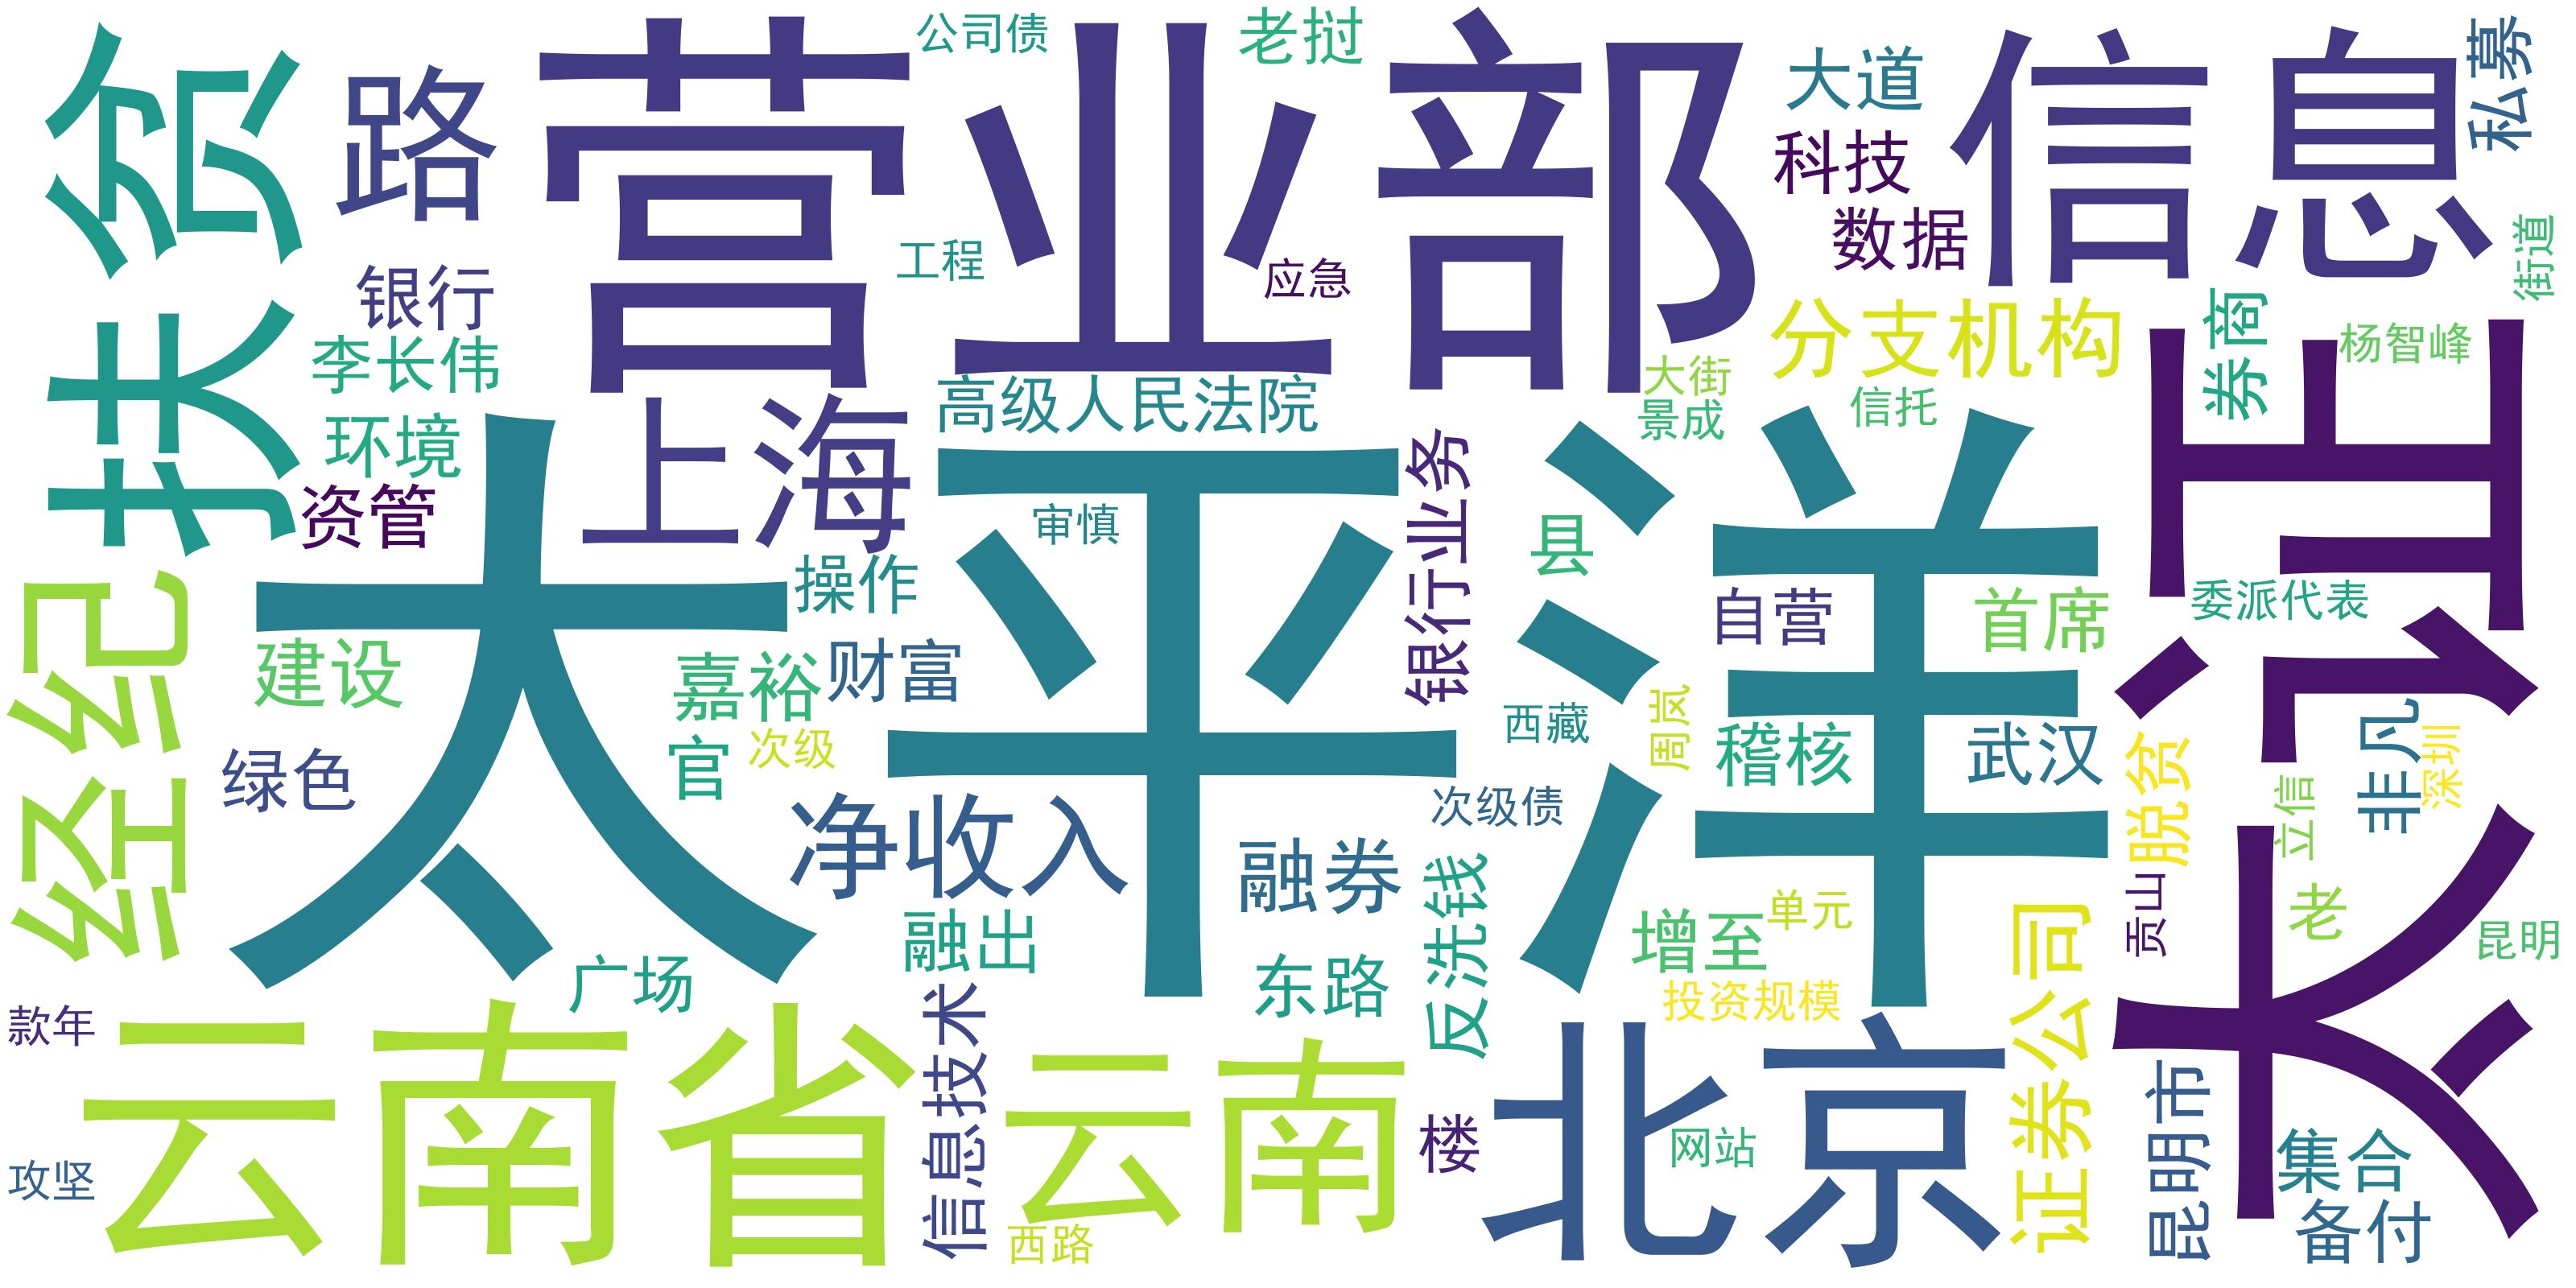 公司债
老挝
营业部
信息
私募
扶贫
路
大道
科技
数据
街道
工程
应急
银行
分支机构
券商
杨智峰
李长伟
大街
信托
景成
高级人民法院
上海
环境
资管
太平洋
太证
审慎
银行业务
县
操作
自营
首席
委派代表
经纪
建设
嘉裕
财富
西藏
周岚
官
次级
稽核
武汉
脱贫
非凡
深圳
绿色
净收入
次级债
立信
融券
贡山
老
昆明
融出
反洗钱
增至
单元
证券公司
广场
东路
投资规模
款年
云南省
信息技术
云南
北京
昆明市
楼
网站
集合
攻坚
西路
备付